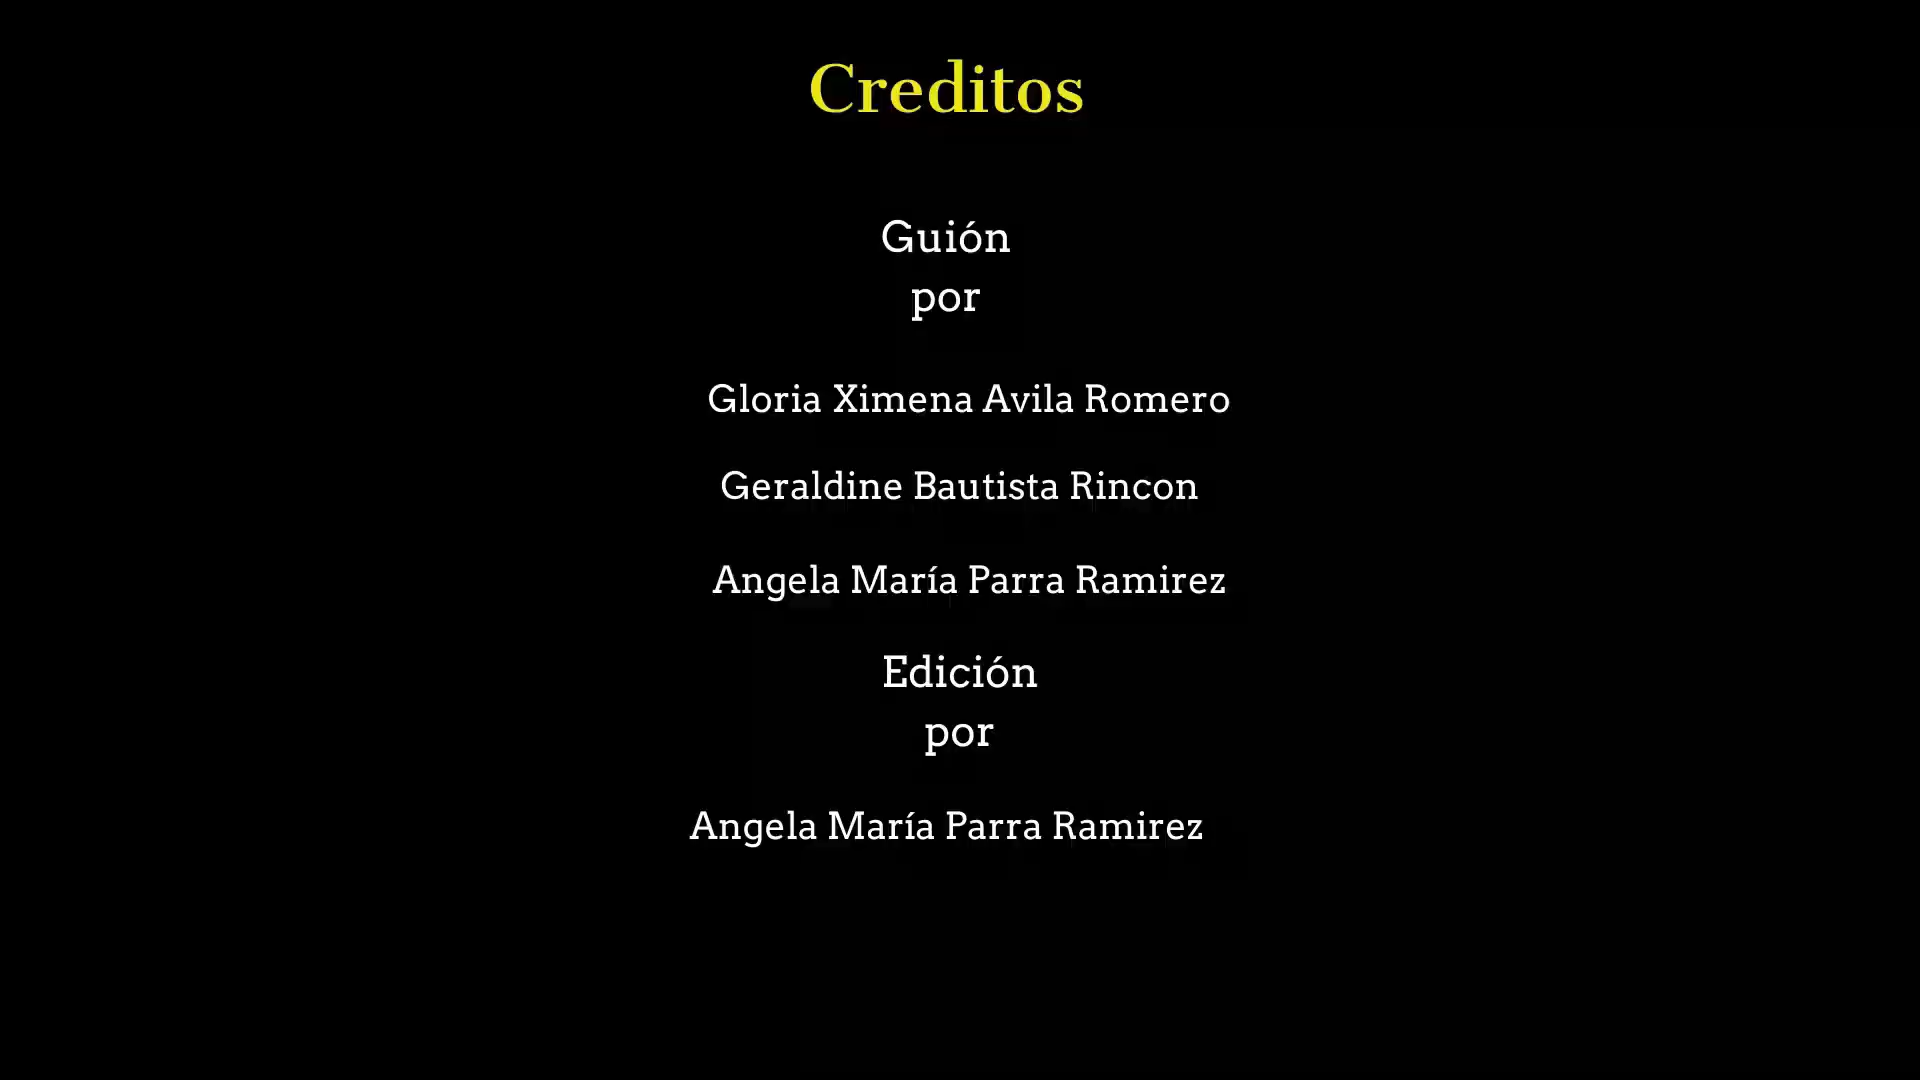 Creditos
Guión
por
Gloria Ximena Avila Romero
Geraldine Bautista Rincon
Angela María Parra Ramirez
Edición
por
Angela María Parra Ramirez